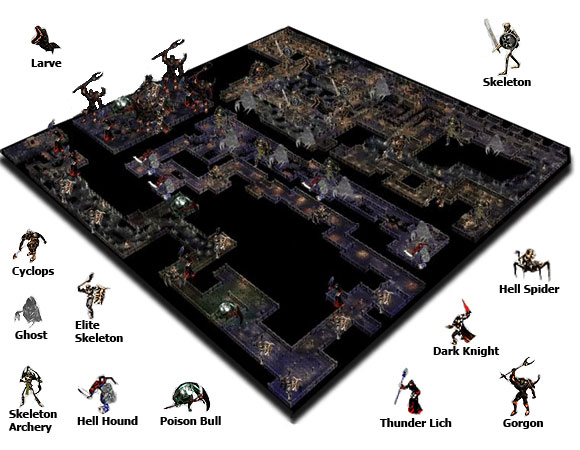 Larve
Skeleton
Cyclops
Hell Spider
Ghost
Elite
Skeleton
Dark Knight
Skeleton
Archery
Hell Hound
Poison Bull
Thunder Lich
Gorgon